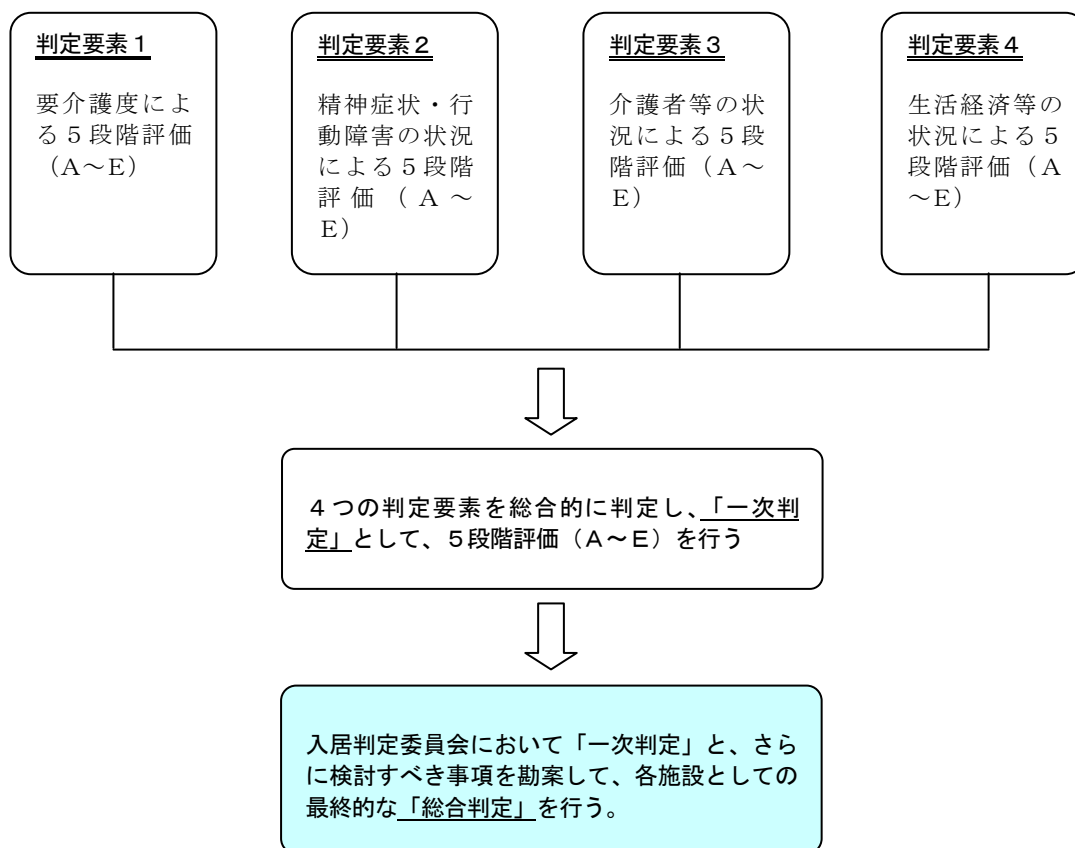 判定要素１
要介護度によ
る５段階評価
（A～E）
判定要素２
精神症状・行
動障害の状況
による５段階
評価（A～
E）
判定要素３
介護者等の状
況による５段
階評価（A～
E）
判定要素４
生活経済等の
状況による５
段階評価（A
～E）
４つの判定要素を総合的に判定し、「一次判
定」として、５段階評価（A～E）を行う
入居判定委員会において「一次判定」と、さら
に検討すべき事項を勘案して、各施設としての
最終的な「総合判定」を行う。